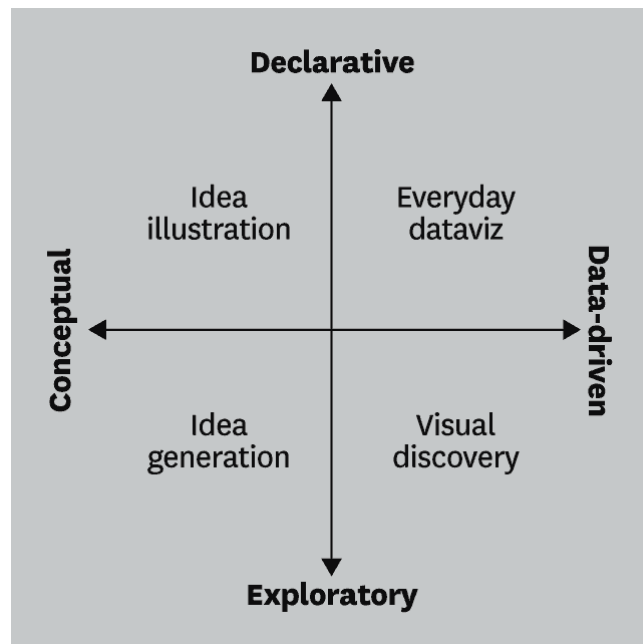 Declarative
Idea
illustration
Everyday
dataviz
Conceptual
Data-driven
Idea
generation
Visual
discovery
Exploratory